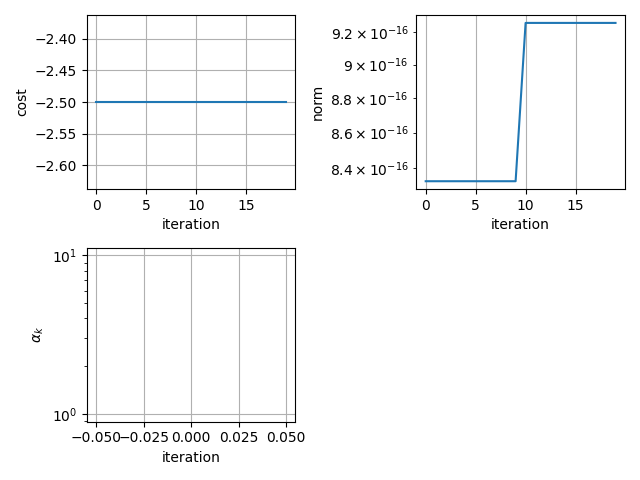 −2.40
−2.45
−2.50
−2.55
−2.60
cost
0 5 10 15
iteration
9.2 × 10⁻¹⁶
9 × 10⁻¹⁶
8.8 × 10⁻¹⁶
8.6 × 10⁻¹⁶
8.4 × 10⁻¹⁶
norm
0 5 10 15
iteration
10¹
10⁰
αₖ
−0.050 −0.025 0.000 0.025 0.050
iteration